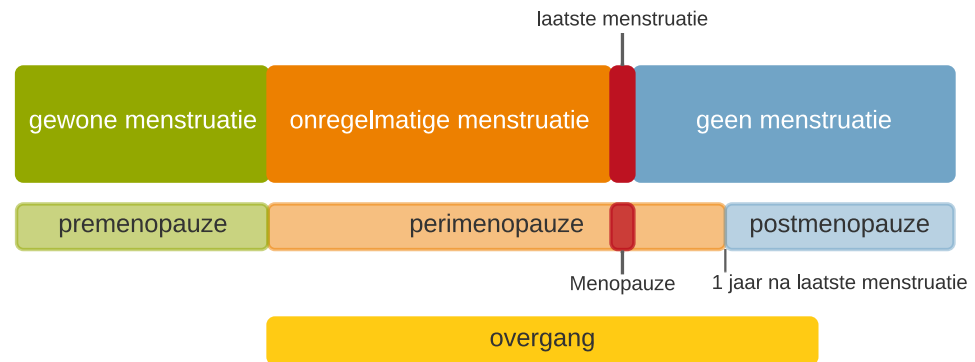 laatste menstruatie
gewone menstruatie
onregelmatige menstruatie
geen menstruatie
premenopauze
perimenopauze
postmenopauze
Menopauze
1 jaar na laatste menstruatie
overgang